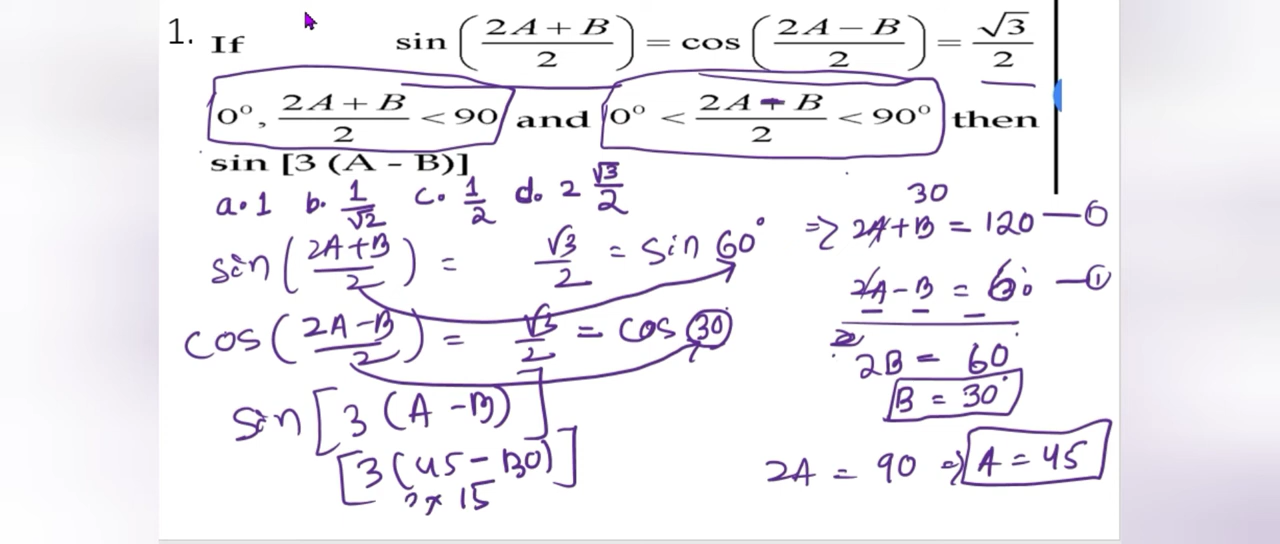 1. If sin((2A + B)/2) = cos((2A − B)/2) = √3/2
0°, (2A + B)/2 < 90 and 0° < (2A - B)/2 < 90° then
sin [3 (A - B)]
a. 1 b. 1/√2 c. 1/2 d. 2 √3/2
sin((2A+B)/2) = √3/2 = sin 60°
cos((2A-B)/2) = √3/2 = cos 30
sin[3 (A - B)]
[3 (45 - 30)]
3 × 15
30
⇒ 2A+B = 120
2A - B = 60 — ①
2B = 60
B = 30°
2A = 90 ⇒ A = 45